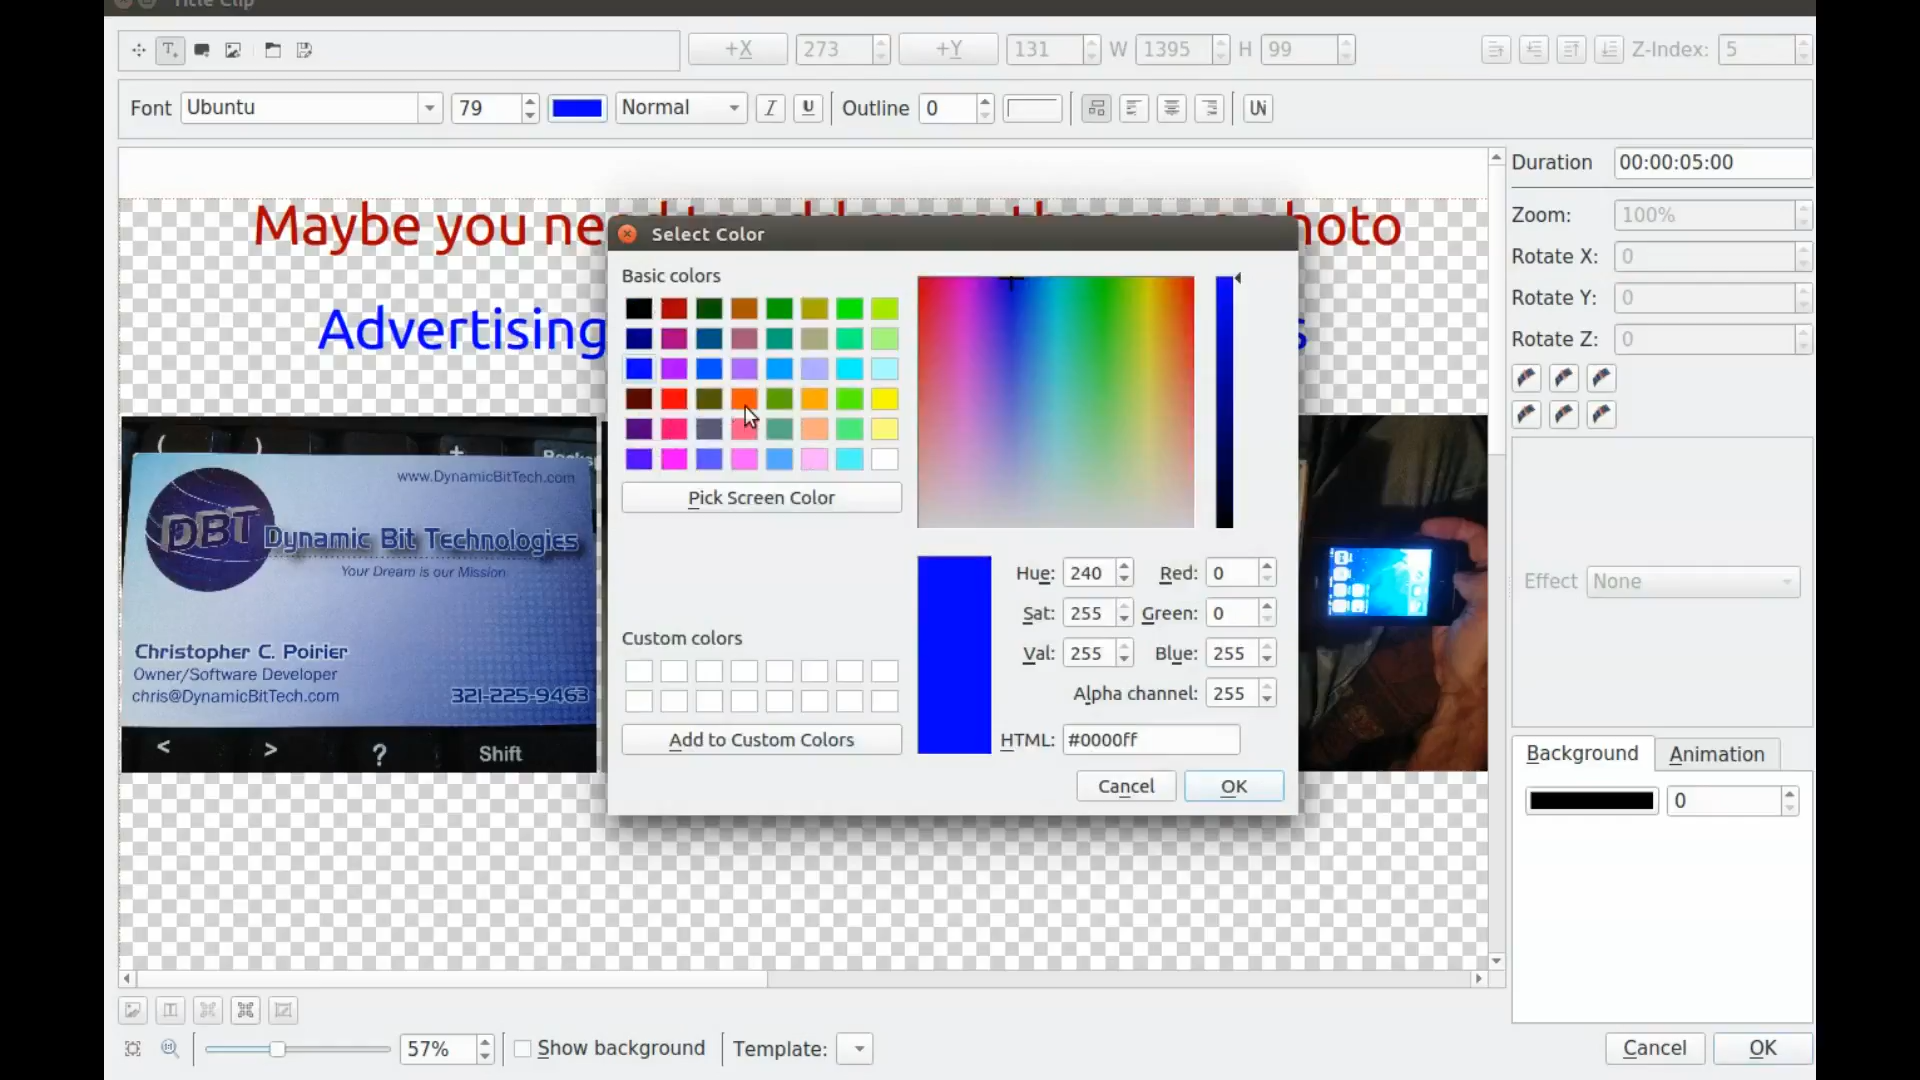 Title Clip
+X 273 +Y 131 W 1395 H 99 Z-Index: 5
Font Ubuntu 79 Normal I U Outline 0 UN
Duration 00:00:05:00
Zoom: 100%
Rotate X: 0
Rotate Y: 0
Rotate Z: 0
Effect None
Background Animation
0
Maybe you ne
hoto
Advertising
s
www.DynamicBitTech.com
DBT Dynamic Bit Technologies
Your Dream is our Mission
Christopher C. Poirier
Owner/Software Developer
chris@DynamicBitTech.com 321-225-9463
< > ? Shift
Select Color
Basic colors
Pick Screen Color
Custom colors
Add to Custom Colors
Hue: 240 Red: 0
Sat: 255 Green: 0
Val: 255 Blue: 255
Alpha channel: 255
HTML: #0000ff
Cancel OK
57% Show background Template:
Cancel OK